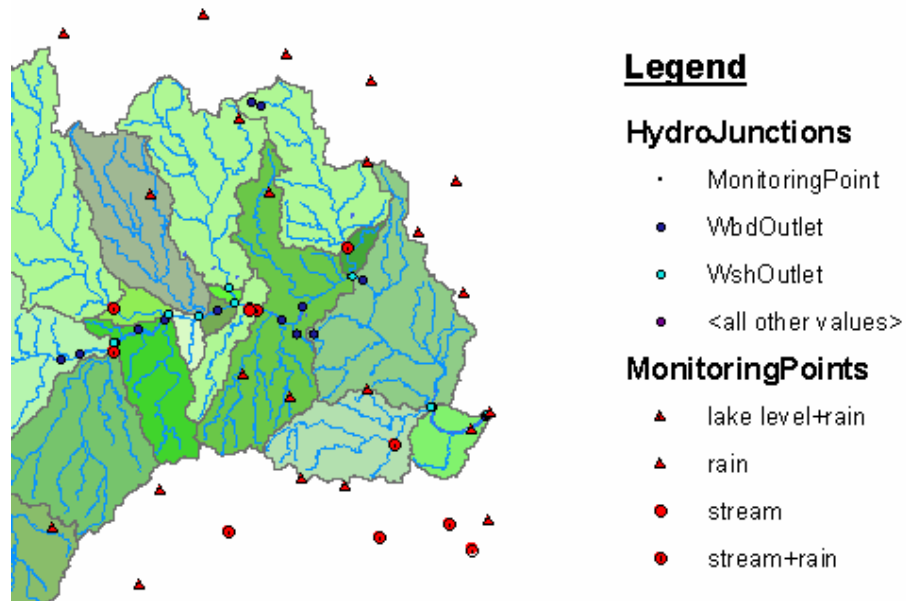 Legend
HydroJunctions
MonitoringPoint
WbdOutlet
WshOutlet
<all other values>
MonitoringPoints
lake level+rain
rain
stream
stream+rain